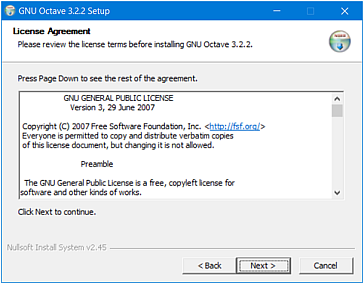 GNU Octave 3.2.2 Setup
License Agreement
Please review the license terms before installing GNU Octave 3.2.2.
Press Page Down to see the rest of the agreement.
GNU GENERAL PUBLIC LICENSE
Version 3, 29 June 2007
Copyright (C) 2007 Free Software Foundation, Inc. <http://fsf.org/>
Everyone is permitted to copy and distribute verbatim copies
of this license document, but changing it is not allowed.
Preamble
The GNU General Public License is a free, copyleft license for
software and other kinds of works.
Click Next to continue.
Nullsoft Install System v2.45
< Back Next > Cancel